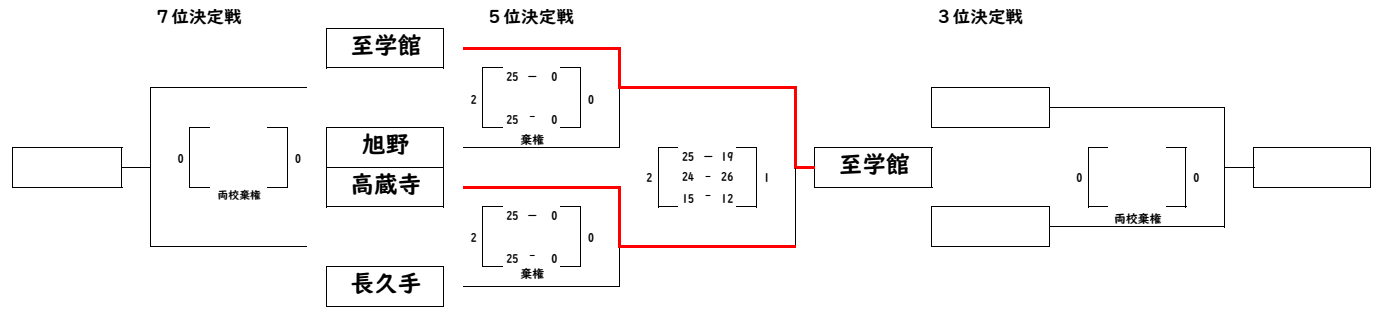 ７位決定戦
５位決定戦
３位決定戦
至学館
25 － 0
2 0
25 - 0
棄権
旭野
高蔵寺
0 0
両校棄権
25 － 19
2 24 - 26 1
15 - 12
至学館
0 0
両校棄権
25 － 0
2 0
25 - 0
棄権
長久手